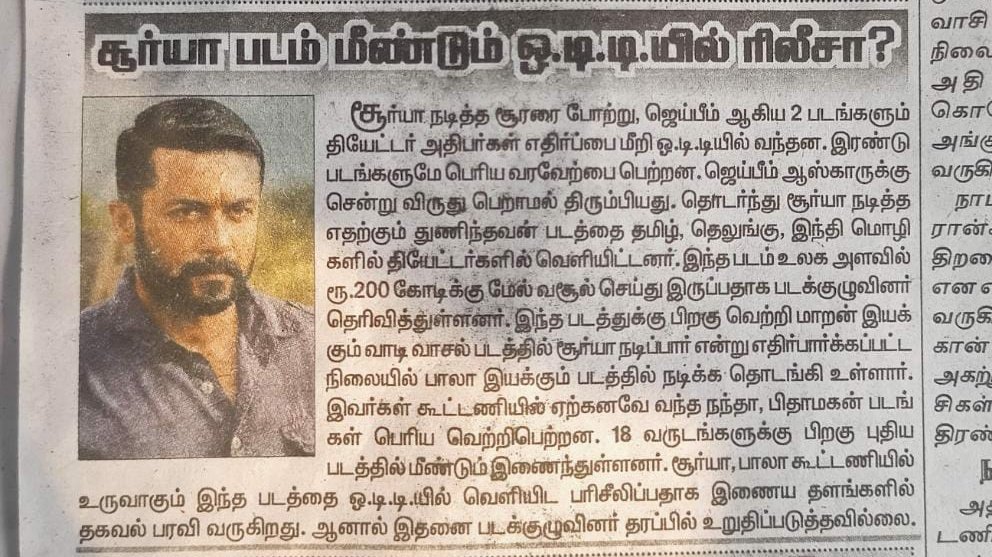 சூர்யா படம் மீண்டும் ஒ.டி.டி.யில் ரிலீசா?
சூர்யா நடித்த சூரரை போற்று, ஜெய்பீம் ஆகிய 2 படங்களும்
தியேட்டர் அதிபர்கள் எதிர்ப்பை மீறி ஒ.டி.டியில் வந்தன. இரண்டு
படங்களுமே பெரிய வரவேற்பை பெற்றன. ஜெய்பீம் ஆஸ்காருக்கு
சென்று விருது பெறாமல் திரும்பியது. தொடர்ந்து சூர்யா நடித்த
எதற்கும் துணிந்தவன் படத்தை தமிழ், தெலுங்கு, இந்தி மொழி
களில் தியேட்டர்களில் வெளியிட்டனர். இந்த படம் உலக அளவில்
ரூ.200 கோடிக்கு மேல் வசூல் செய்து இருப்பதாக படக்குழுவினர்
தெரிவித்துள்ளனர். இந்த படத்துக்கு பிறகு வெற்றி மாறன் இயக்
கும் வாடி வாசல் படத்தில் சூர்யா நடிப்பார் என்று எதிர்பார்க்கப்பட்ட
நிலையில் பாலா இயக்கும் படத்தில் நடிக்க தொடங்கி உள்ளார்.
இவர்கள் கூட்டணியில் ஏற்கனவே வந்த நந்தா, பிதாமகன் படங்
கள் பெரிய வெற்றிபெற்றன. 18 வருடங்களுக்கு பிறகு புதிய
படத்தில் மீண்டும் இணைந்துள்ளனர். சூர்யா, பாலா கூட்டணியில்
உருவாகும் இந்த படத்தை ஒ.டி.டி.யில் வெளியிட பரிசீலிப்பதாக இணைய தளங்களில்
தகவல் பரவி வருகிறது. ஆனால் இதனை படக்குழுவினர் தரப்பில் உறுதிப்படுத்தவில்லை.
வாசி
நிலை
அதி
அங்கு
வருகி
நாட
ரான்
திறமை
என எ
வருகி
கான்
அகற்
சிகள்
திரண்
அது
டணி